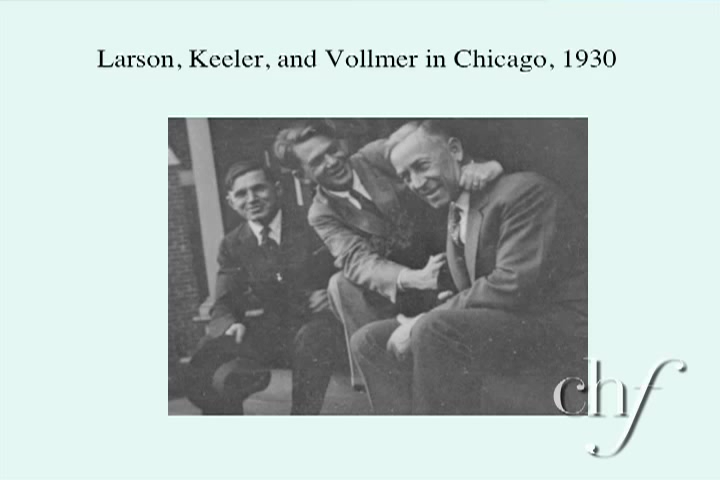 Larson, Keeler, and Vollmer in Chicago, 1930
chf